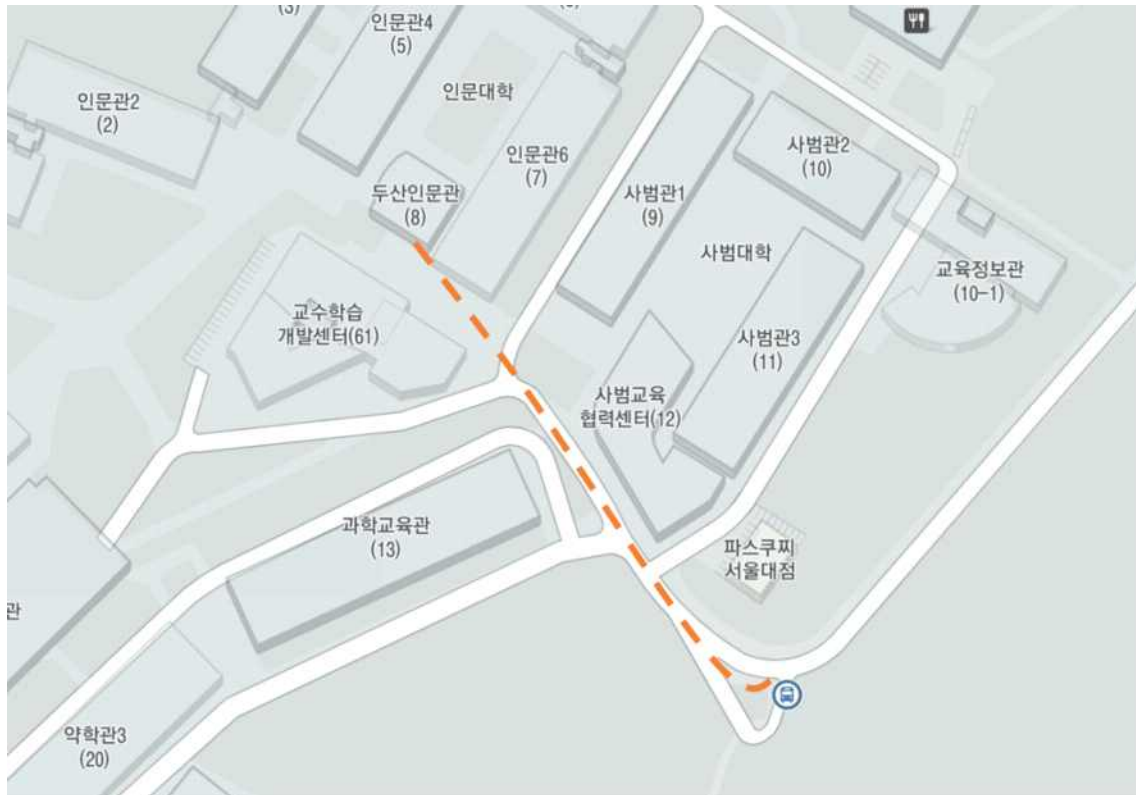 (3)
인문관4
(5)
인문관2
(2)
인문대학
인문관6
(7)
두산인문관
(8)
사범관2
(10)
사범관1
(9)
사범대학
교육정보관
(10-1)
교수학습
개발센터(61)
사범관3
(11)
사범교육
협력센터(12)
과학교육관
(13)
파스쿠찌
서울대점
관
약학관3
(20)